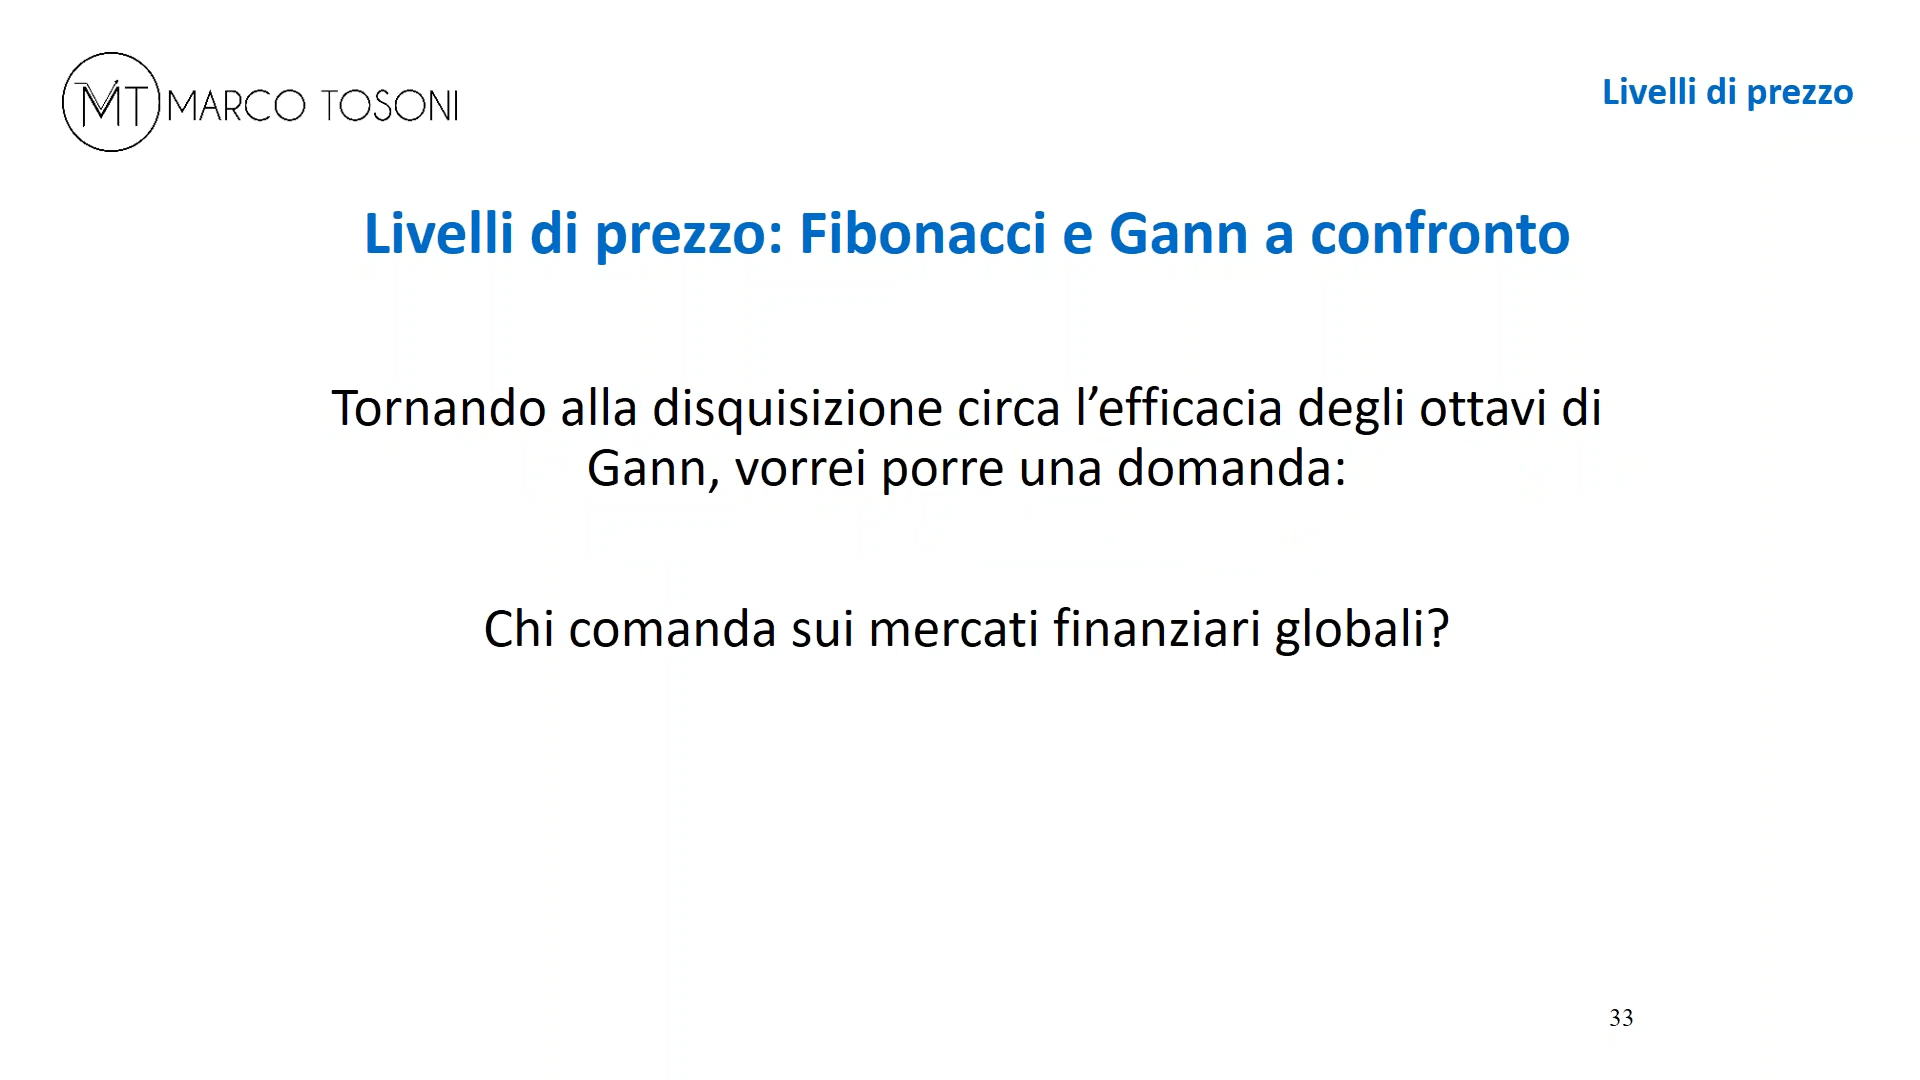 MT MARCO TOSONI
Livelli di prezzo
Livelli di prezzo: Fibonacci e Gann a confronto
Tornando alla disquisizione circa l’efficacia degli ottavi di
Gann, vorrei porre una domanda:
Chi comanda sui mercati finanziari globali?
33